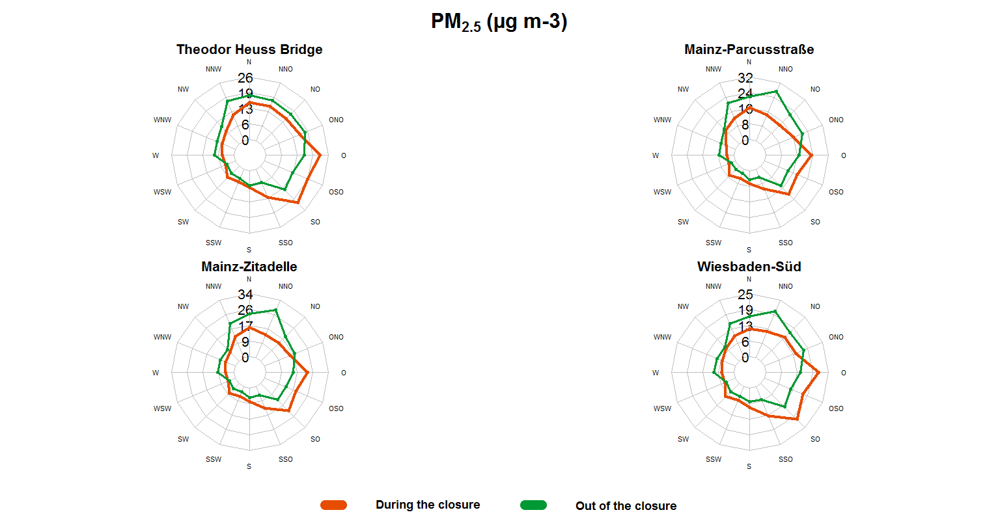 PM2.5 (µg m-3)
Theodor Heuss Bridge
N
NNW NNO
26
NW NO
19
13
WNW 6 ONO
0
W O
WSW OSO
SW SO
SSW SSO
S
Mainz-Parcusstraße
N
NNW NNO
32
NW NO
24
16
WNW 8 ONO
0
W O
WSW OSO
SW SO
SSW SSO
S
Mainz-Zitadelle
N
NNW NNO
34
NW NO
26
17
WNW 9 ONO
0
W O
WSW OSO
SW SO
SSW SSO
S
Wiesbaden-Süd
N
NNW NNO
25
NW NO
19
13
WNW 6 ONO
0
W O
WSW OSO
SW SO
SSW SSO
S
During the closure
Out of the closure